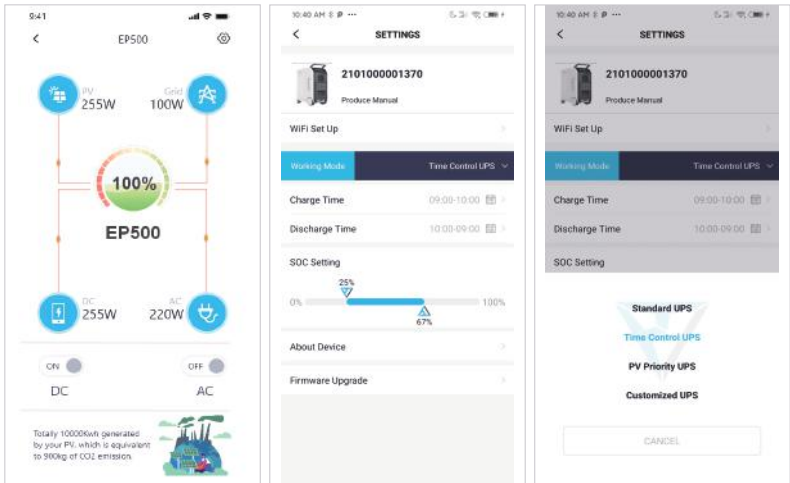 9:41
EP500
PV
255W
Grid
100W
100%
EP500
DC
255W
AC
220W
ON
OFF
DC
AC
Totally 10000Kwh generated
by your PV, which is equivalent
to 900kg of CO2 emission.
10:40 AM
SETTINGS
2101000001370
Produce Manual
WiFi Set Up
Working Mode
Time Control UPS
Charge Time
09:00-10:00
Discharge Time
10:00-09:00
SOC Setting
25%
0%
100%
67%
About Device
Firmware Upgrade
10:40 AM
SETTINGS
2101000001370
Produce Manual
WiFi Set Up
Working Mode
Time Control UPS
Charge Time
09:00-10:00
Discharge Time
10:00-09:00
SOC Setting
Standard UPS
Time Control UPS
PV Priority UPS
Customized UPS
CANCEL